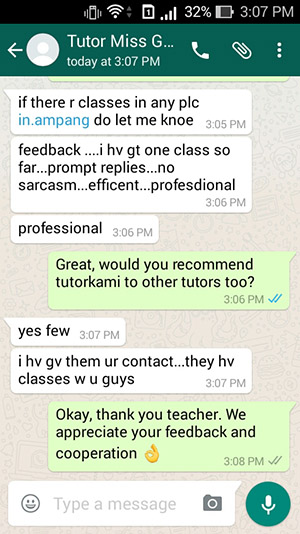 1 32% 3:07 PM
Tutor Miss G...
today at 3:07 PM
if there r classes in any plc
in.ampang do let me knoe
3:05 PM
feedback ....i hv gt one class so
far...prompt replies...no
sarcasm...efficent...profesdional
3:06 PM
professional 3:06 PM
Great, would you recommend
tutorkami to other tutors too?
3:06 PM
yes few 3:07 PM
i hv gv them ur contact...they hv
classes w u guys
3:07 PM
Okay, thank you teacher. We
appreciate your feedback and
cooperation 👌
3:08 PM
Type a message